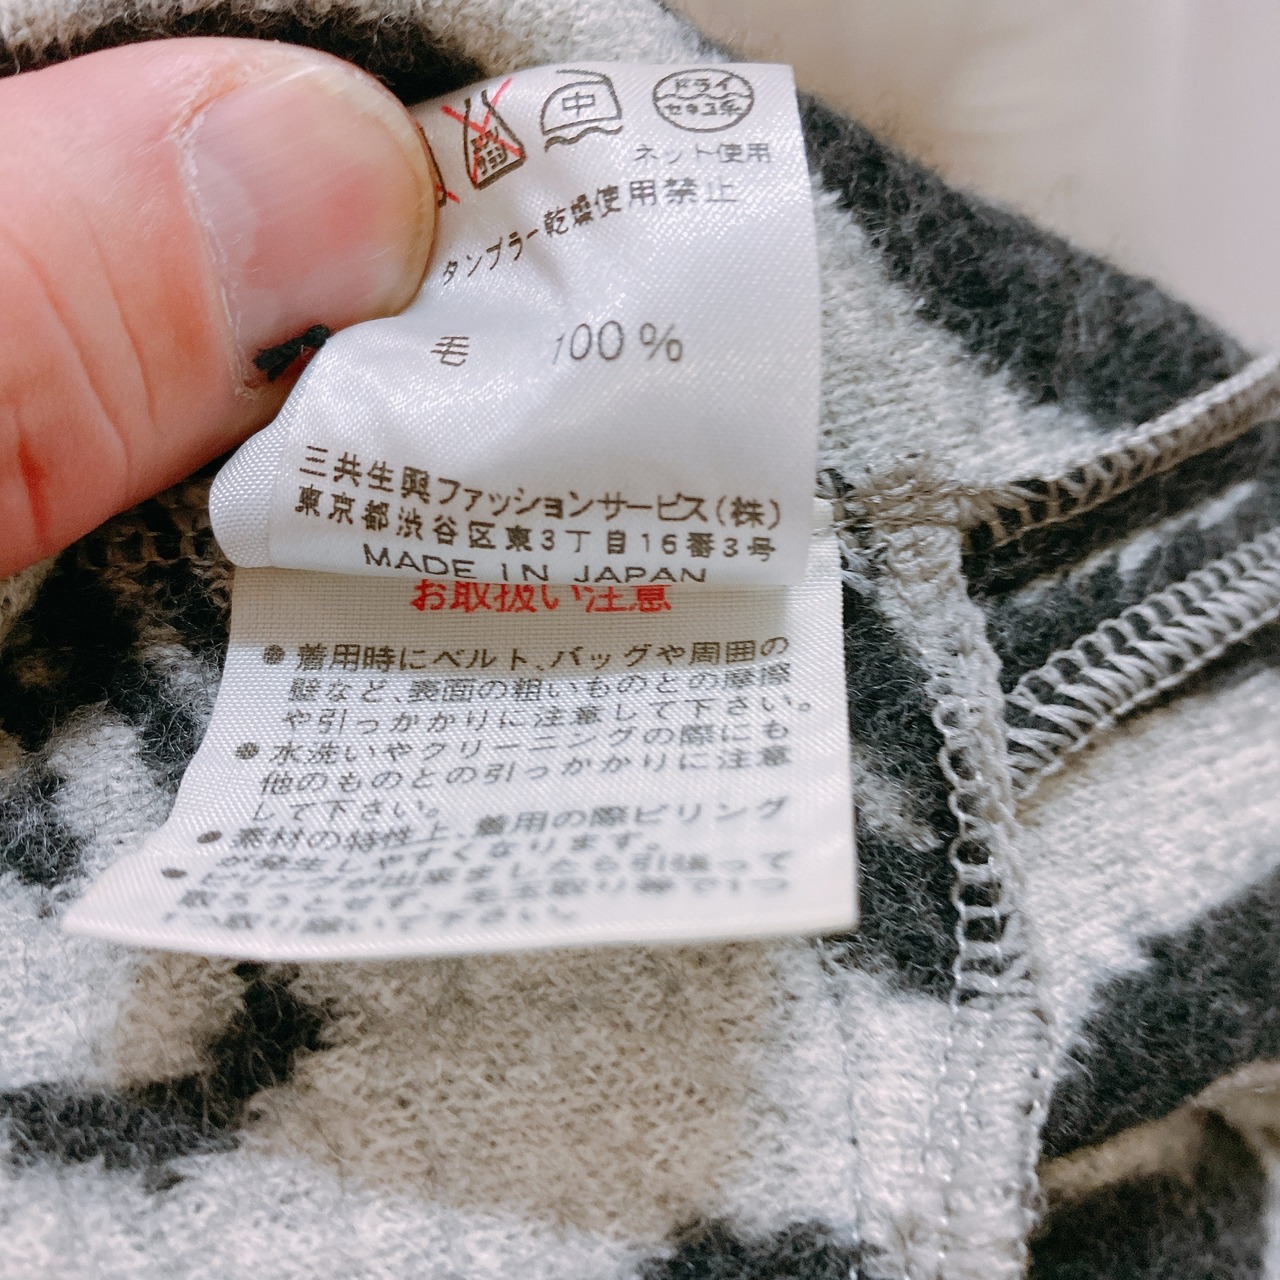 中
ドライ
セキユ系
ネット使用
タンブラー乾燥使用禁止
毛 100%
三共生興ファッションサービス(株)
東京都渋谷区東3丁目16番3号
MADE IN JAPAN
お取扱い注意
● 着用時にベルト、バッグや周囲の
壁など、表面の粗いものとの摩擦
や引っかかりに注意して下さい。
● 水洗いやクリーニングの際にも
他のものとの引っかかりに注意
して下さい。
● 素材の特性上、着用の際ピリング
が発生しやすくなります。
● ピリングが出来ましたら引張って
取ろうとせず、毛玉取り器で1つ
1つ取り除いて下さい。